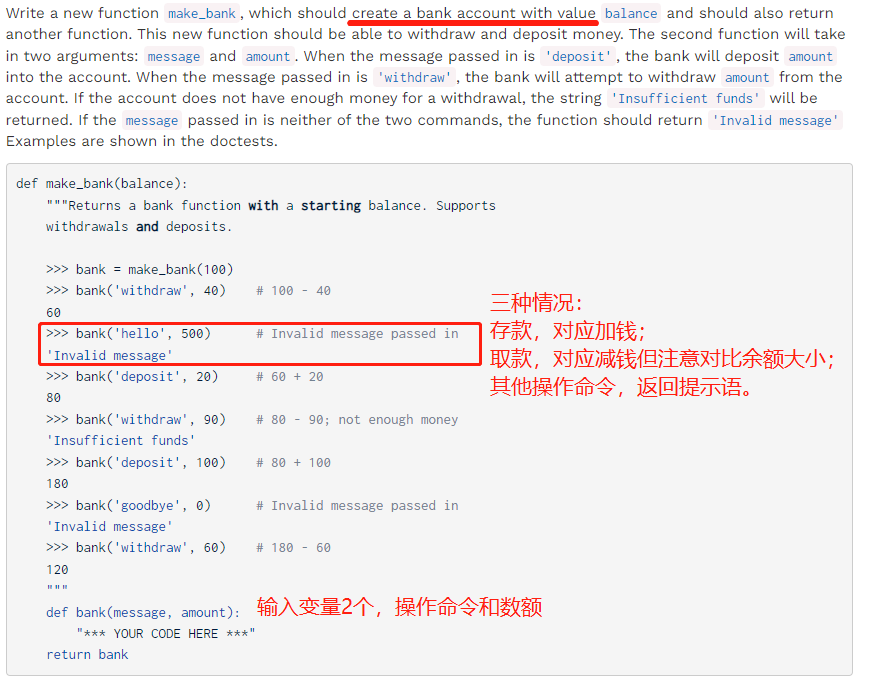 Write a new function make_bank, which should create a bank account with value balance and should also return
another function. This new function should be able to withdraw and deposit money. The second function will take
in two arguments: message and amount. When the message passed in is 'deposit', the bank will deposit amount
into the account. When the message passed in is 'withdraw', the bank will attempt to withdraw amount from the
account. If the account does not have enough money for a withdrawal, the string 'Insufficient funds' will be
returned. If the message passed in is neither of the two commands, the function should return 'Invalid message'
Examples are shown in the doctests.
def make_bank(balance):
    """Returns a bank function with a starting balance. Supports
    withdrawals and deposits.
    >>> bank = make_bank(100)
    >>> bank('withdraw', 40)    # 100 - 40
    60
    >>> bank('hello', 500)      # Invalid message passed in
    'Invalid message'
    >>> bank('deposit', 20)     # 60 + 20
    80
    >>> bank('withdraw', 90)    # 80 - 90; not enough money
    'Insufficient funds'
    >>> bank('deposit', 100)    # 80 + 100
    180
    >>> bank('goodbye', 0)      # Invalid message passed in
    'Invalid message'
    >>> bank('withdraw', 60)    # 180 - 60
    120
    """
    def bank(message, amount):
        "*** YOUR CODE HERE ***"
    return bank
三种情况：
存款，对应加钱；
取款，对应减钱但注意对比余额大小；
其他操作命令，返回提示语。
输入变量2个，操作命令和数额